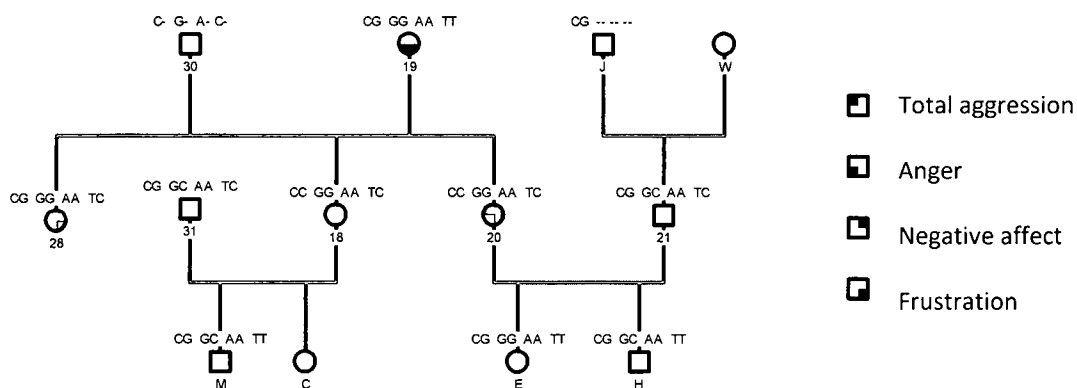 C- G- A- C-
CG GG AA TT
CG -- -- --
30
19
J
W
CG GG AA TC
CG GC AA TC
CC GG AA TC
CC GG AA TC
CG GC AA TC
28
31
18
20
21
CG GC AA TT
CG GC AA TT
CG GC AA TT
M
C
E
H
Total aggression
Anger
Negative affect
Frustration